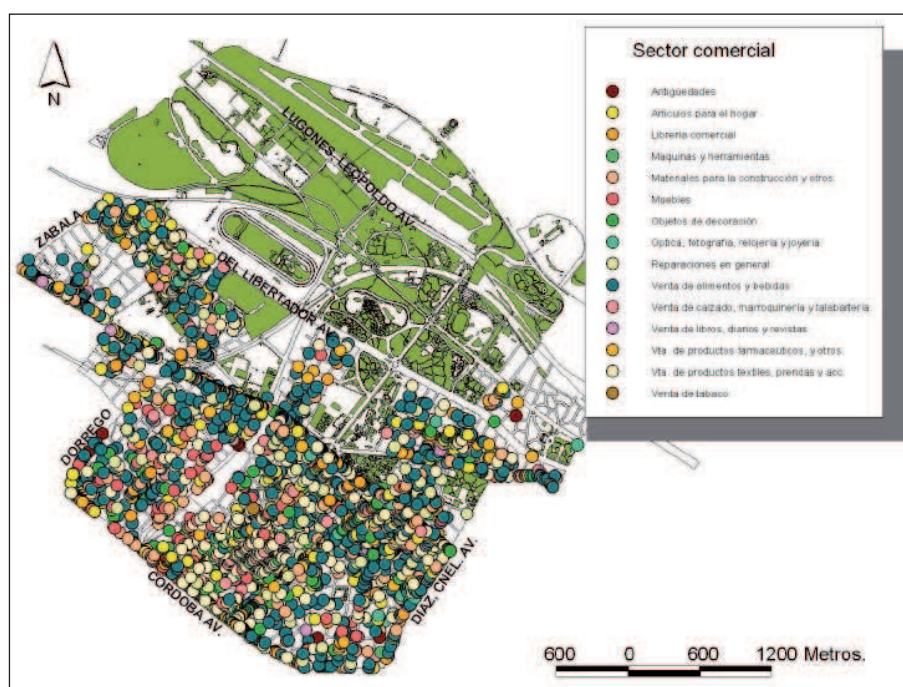 Sector comercial
Antigüedades
Artículos para el hogar
Librería comercial
Maquinas y herramientas
Materiales para la construcción y otros.
Muebles
Objetos de decoración
Optica, fotografía, relojería y joyería
Reparaciones en general
Venta de alimentos y bebidas
Venta de calzado, marroquinería y talabartería
Venta de libros, diarios y revistas
Vta. de productos farmaceúticos, y otros.
Vta. de productos textiles, prendas y acc.
Venta de tabaco
N
LUGONES, LEOPOLDO AV.
ZABALA
DEL LIBERTADOR AV.
DORREGO
CORDOBA AV.
DIAZ, CNEL. AV.
600 0 600 1200 Metros.